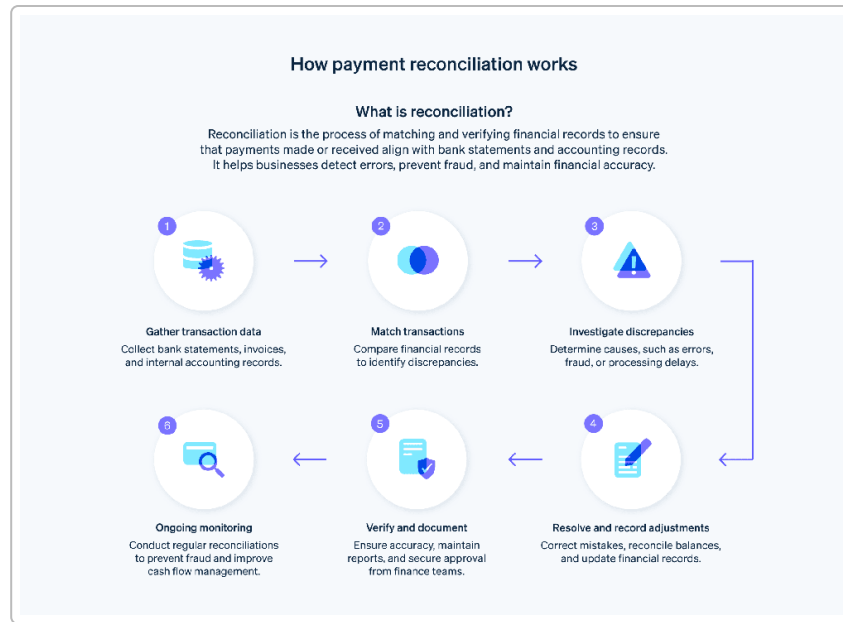 How payment reconciliation works
What is reconciliation?
Reconciliation is the process of matching and verifying financial records to ensure
that payments made or received align with bank statements and accounting records.
It helps businesses detect errors, prevent fraud, and maintain financial accuracy.
1
Gather transaction data
Collect bank statements, invoices,
and internal accounting records.
2
Match transactions
Compare financial records
to identify discrepancies.
3
Investigate discrepancies
Determine causes, such as errors,
fraud, or processing delays.
4
Resolve and record adjustments
Correct mistakes, reconcile balances,
and update financial records.
5
Verify and document
Ensure accuracy, maintain
reports, and secure approval
from finance teams.
6
Ongoing monitoring
Conduct regular reconciliations
to prevent fraud and improve
cash flow management.